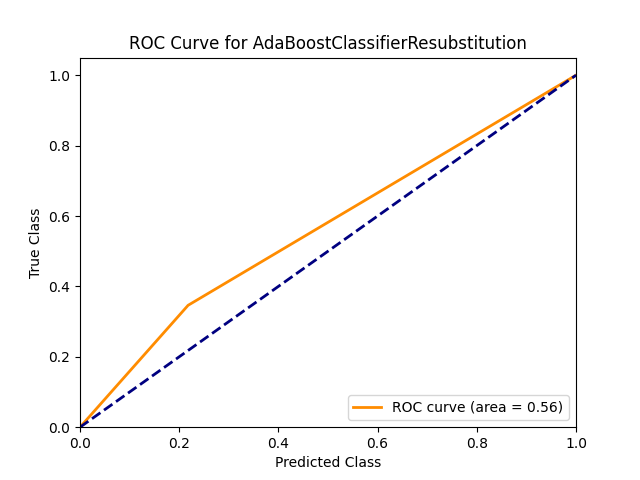 ROC Curve for AdaBoostClassifierResubstitution
True Class
1.0
0.8
0.6
0.4
0.2
0.0
0.0 0.2 0.4 0.6 0.8 1.0
Predicted Class
ROC curve (area = 0.56)